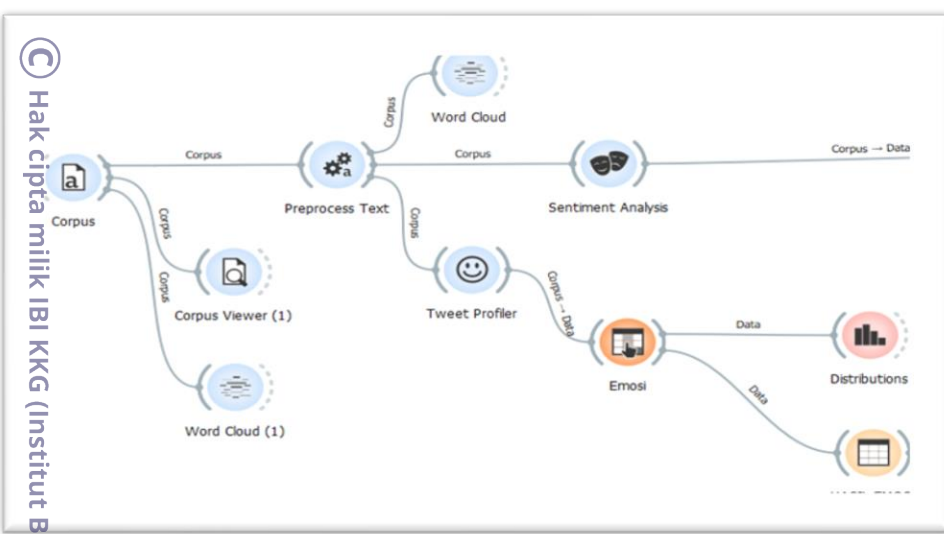 © Hak cipta milik IBI KKG (Institut B
Word Cloud
Corpus
Corpus
Corpus
Corpus → Data
Corpus
Preprocess Text
Sentiment Analysis
Corpus
Corpus
Corpus Viewer (1)
Tweet Profiler
Corpus
Corpus → Data
Data
Emosi
Distributions
Data
Word Cloud (1)